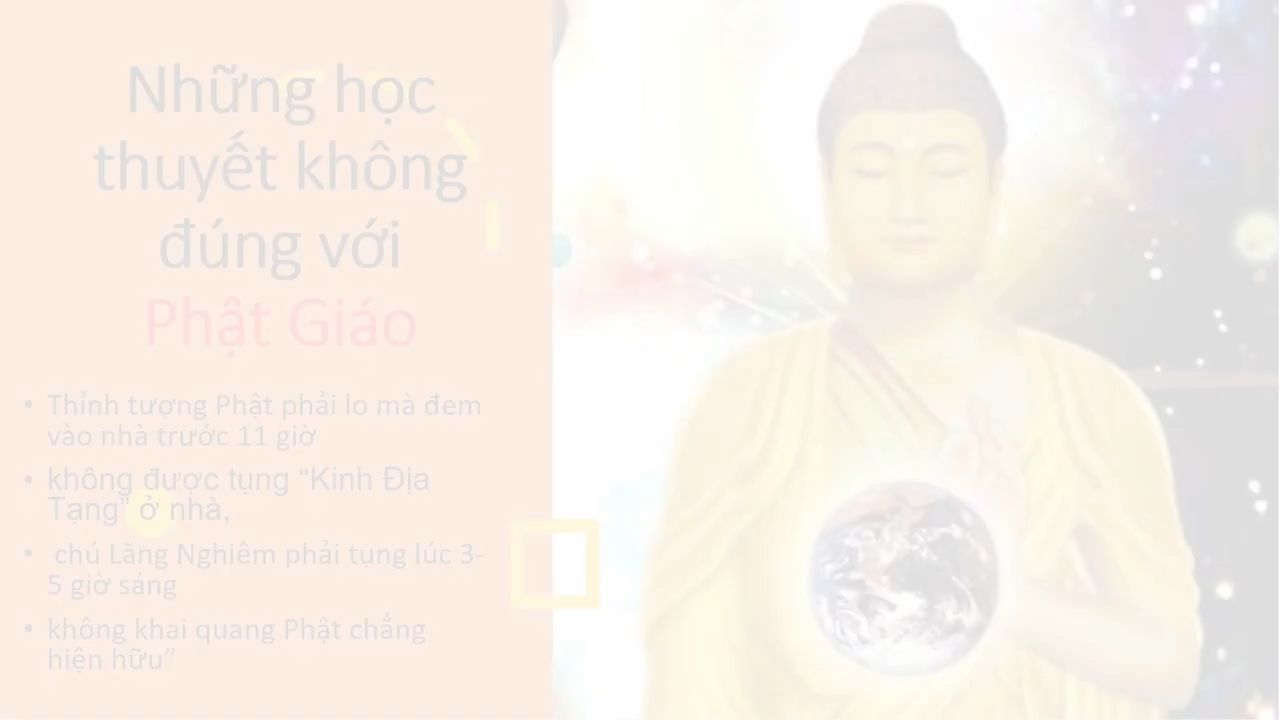 Những học
thuyết không
đúng với
Phật Giáo
• Thỉnh tượng Phật phải lo mà đem
vào nhà trước 11 giờ
• không được tụng “Kinh Địa
Tạng” ở nhà,
• chú Lăng Nghiêm phải tụng lúc 3-
5 giờ sáng
• không khai quang Phật chẳng
hiện hữu”